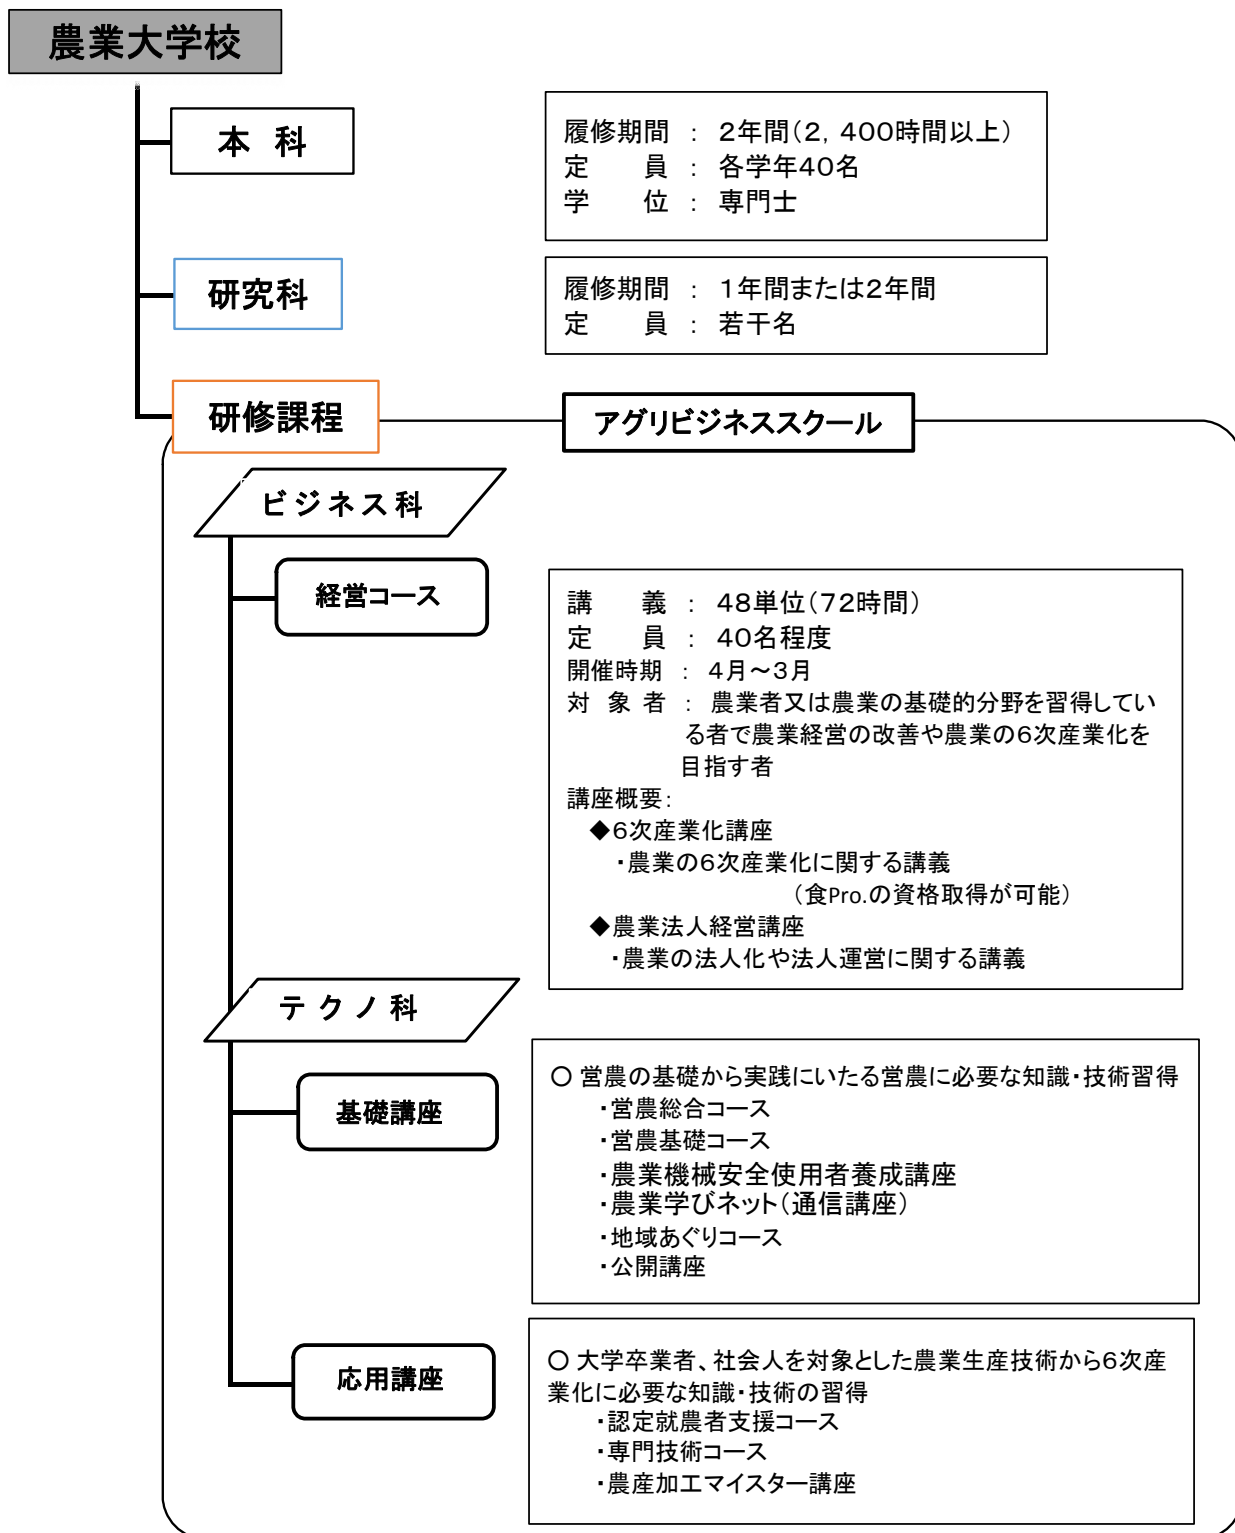 農業大学校
本 科
履修期間 ： 2年間(2,400時間以上)
定 員 ： 各学年40名
学 位 ： 専門士
研究科
履修期間 ： 1年間または2年間
定 員 ： 若干名
研修課程
アグリビジネススクール
ビジネス科
経営コース
講 義 ： 48単位(72時間)
定 員 ： 40名程度
開催時期 ： 4月～3月
対 象 者 ： 農業者又は農業の基礎的分野を習得してい
る者で農業経営の改善や農業の6次産業化を
目指す者
講座概要：
◆6次産業化講座
・農業の6次産業化に関する講義
（食Pro.の資格取得が可能）
◆農業法人経営講座
・農業の法人化や法人運営に関する講義
テクノ科
基礎講座
○ 営農の基礎から実践にいたる営農に必要な知識・技術習得
・営農総合コース
・営農基礎コース
・農業機械安全使用者養成講座
・農業学びネット（通信講座）
・地域あぐりコース
・公開講座
応用講座
○ 大学卒業者、社会人を対象とした農業生産技術から6次産
業化に必要な知識・技術の習得
・認定就農者支援コース
・専門技術コース
・農産加工マイスター講座